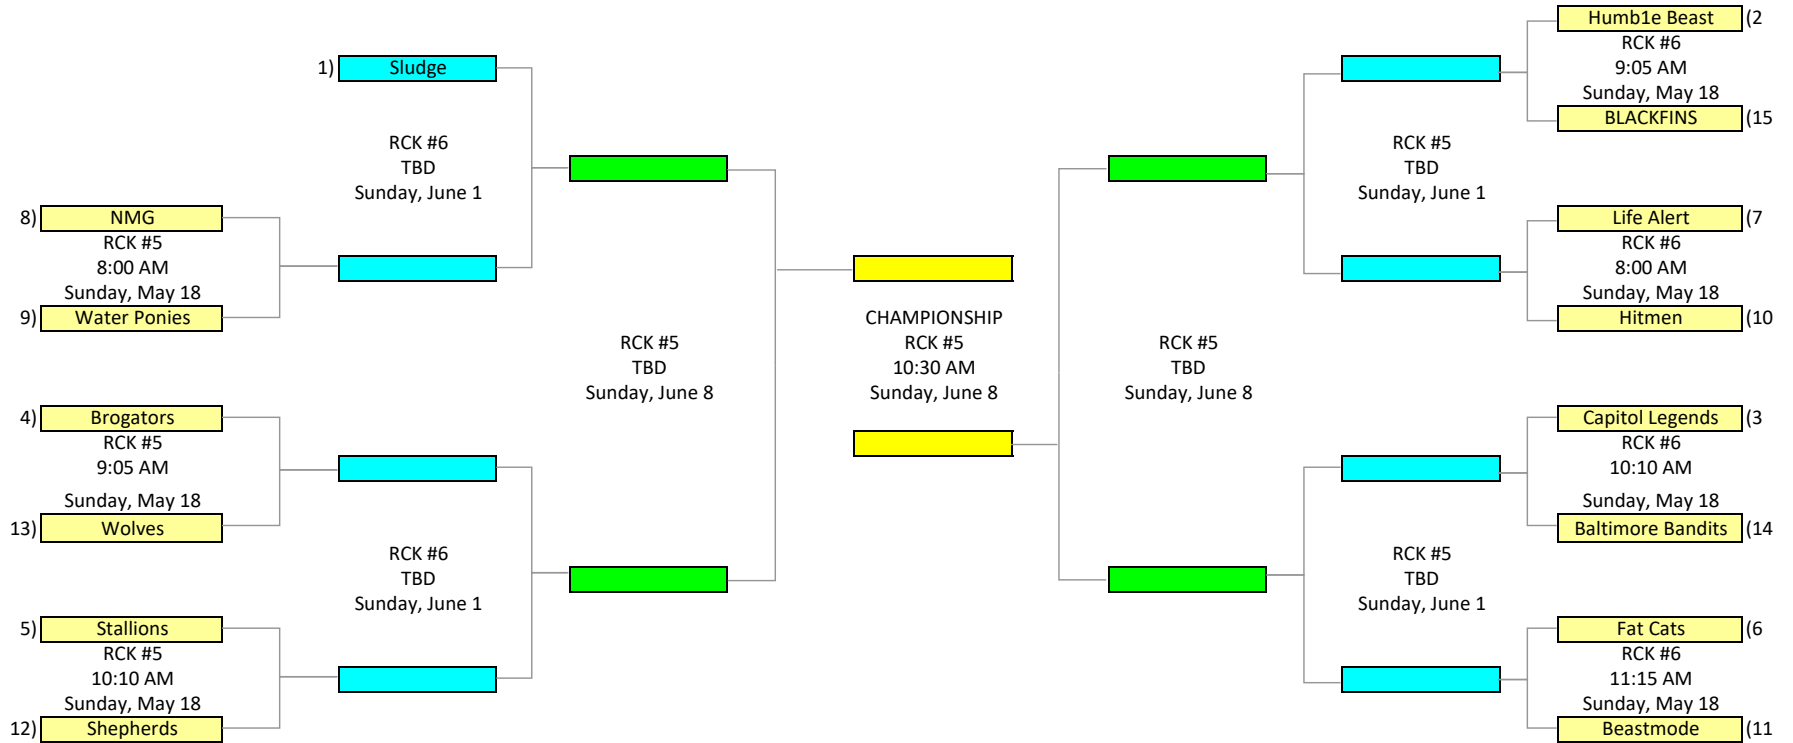 1) Sludge
RCK #6
TBD
Sunday, June 1
8) NMG
RCK #5
8:00 AM
Sunday, May 18
9) Water Ponies
4) Brogators
RCK #5
9:05 AM
Sunday, May 18
13) Wolves
RCK #6
TBD
Sunday, June 1
5) Stallions
RCK #5
10:10 AM
Sunday, May 18
12) Shepherds
RCK #5
TBD
Sunday, June 8
CHAMPIONSHIP
RCK #5
10:30 AM
Sunday, June 8
RCK #5
TBD
Sunday, June 8
Humb1e Beast (2
RCK #6
9:05 AM
Sunday, May 18
BLACKFINS (15
RCK #5
TBD
Sunday, June 1
Life Alert (7
RCK #6
8:00 AM
Sunday, May 18
Hitmen (10
Capitol Legends (3
RCK #6
10:10 AM
Sunday, May 18
Baltimore Bandits (14
RCK #5
TBD
Sunday, June 1
Fat Cats (6
RCK #6
11:15 AM
Sunday, May 18
Beastmode (11